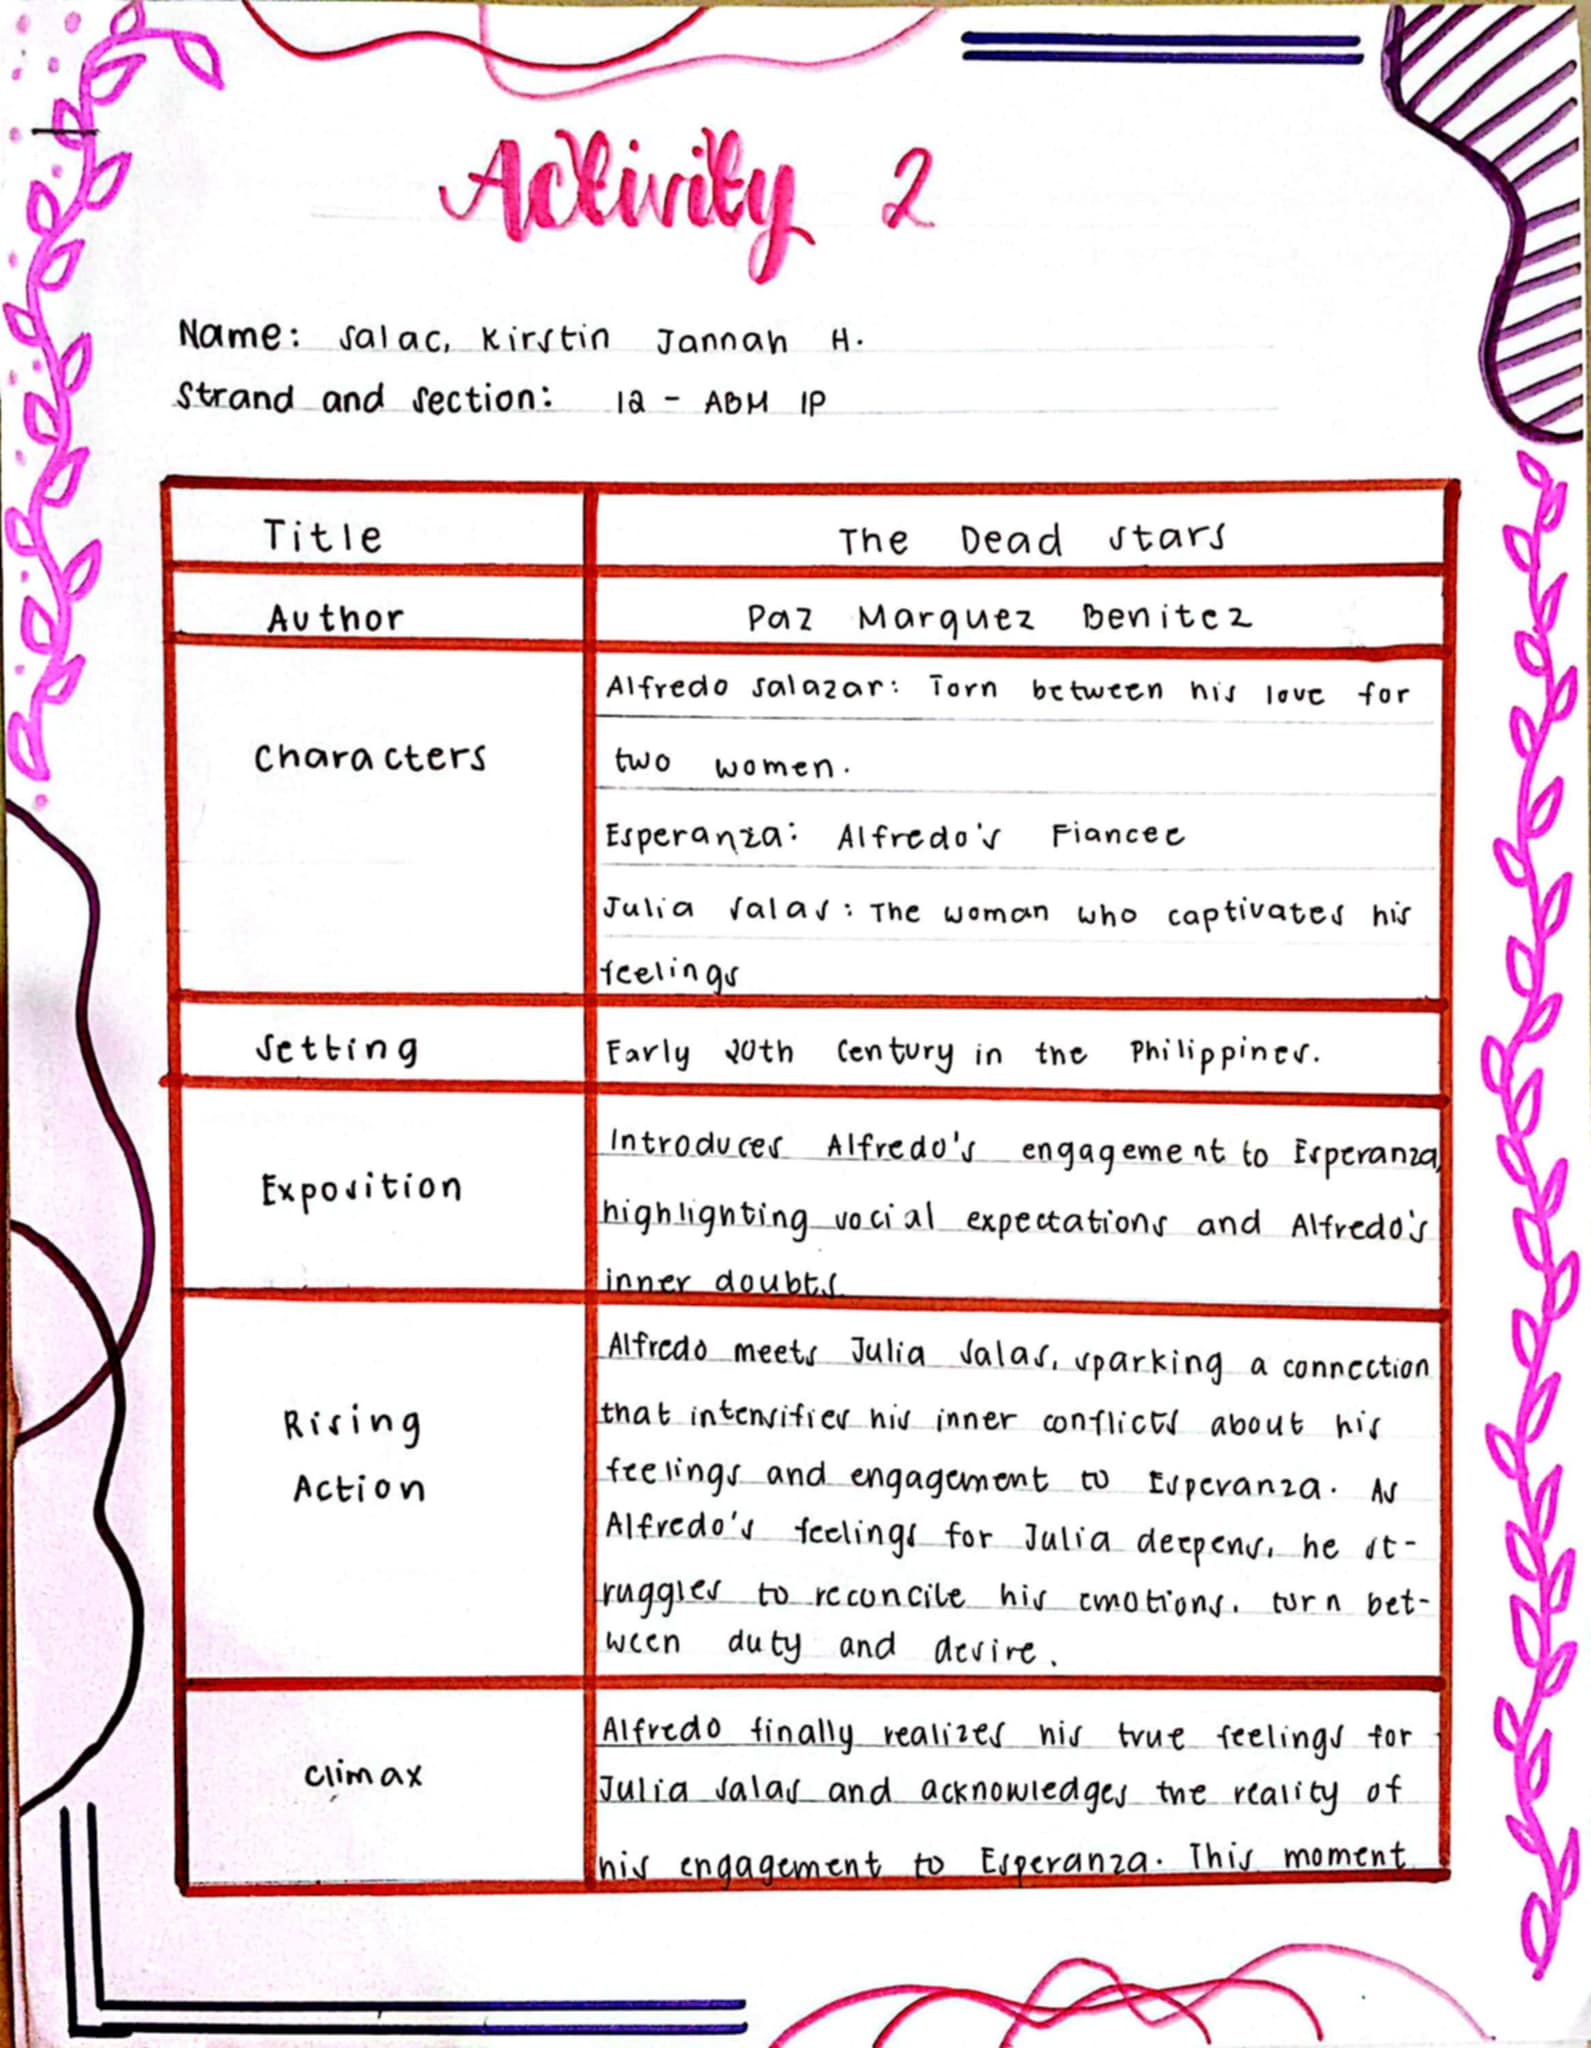 Activity 2
Name: Salac, Kirstin Jannah H.
Strand and Section: 12 - ABM 1P
Title
The Dead Stars
Author
Paz Marquez Benitez
Characters
Alfredo Salazar: Torn between his love for
two women.
Esperanza: Alfredo's Fiancee
Julia Salas: The woman who captivates his
feelings
Setting
Early 20th Century in the Philippines.
Exposition
Introduces Alfredo's engagement to Esperanza,
highlighting social expectations and Alfredo's
inner doubts
Rising
Action
Alfredo meets Julia Salas, sparking a connection
that intensifies his inner conflicts about his
feelings and engagement to Esperanza. As
Alfredo's feelings for Julia deepens, he st-
ruggles to reconcile his emotions. turn bet-
ween duty and desire.
Climax
Alfredo finally realizes his true feelings for
Julia Salas and acknowledges the reality of
his engagement to Esperanza. This moment